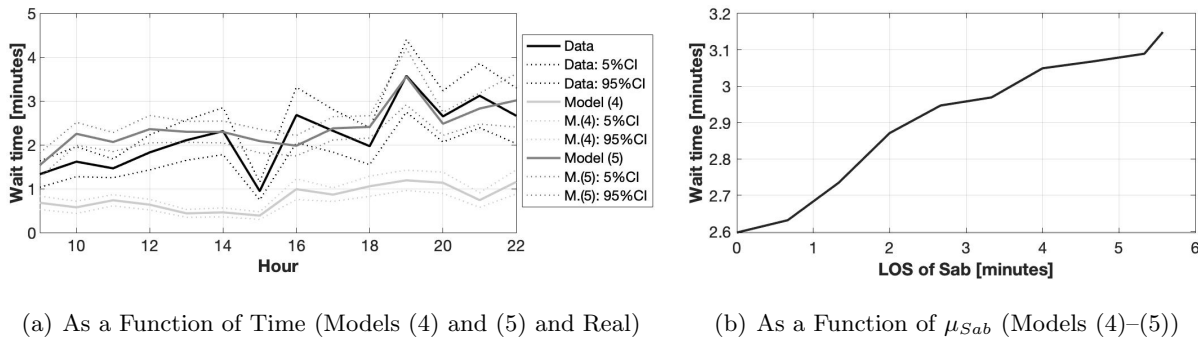 5
4
3
2
1
0
Wait time [minutes]
10 12 14 16 18 20 22
Hour
Data
Data: 5%CI
Data: 95%CI
Model (4)
M.(4): 5%CI
M.(4): 95%CI
Model (5)
M.(5): 5%CI
M.(5): 95%CI
(a) As a Function of Time (Models (4) and (5) and Real)
3.2
3.1
3
2.9
2.8
2.7
2.6
Wait time [minutes]
0 1 2 3 4 5 6
LOS of Sab [minutes]
(b) As a Function of μ_Sab (Models (4)–(5))